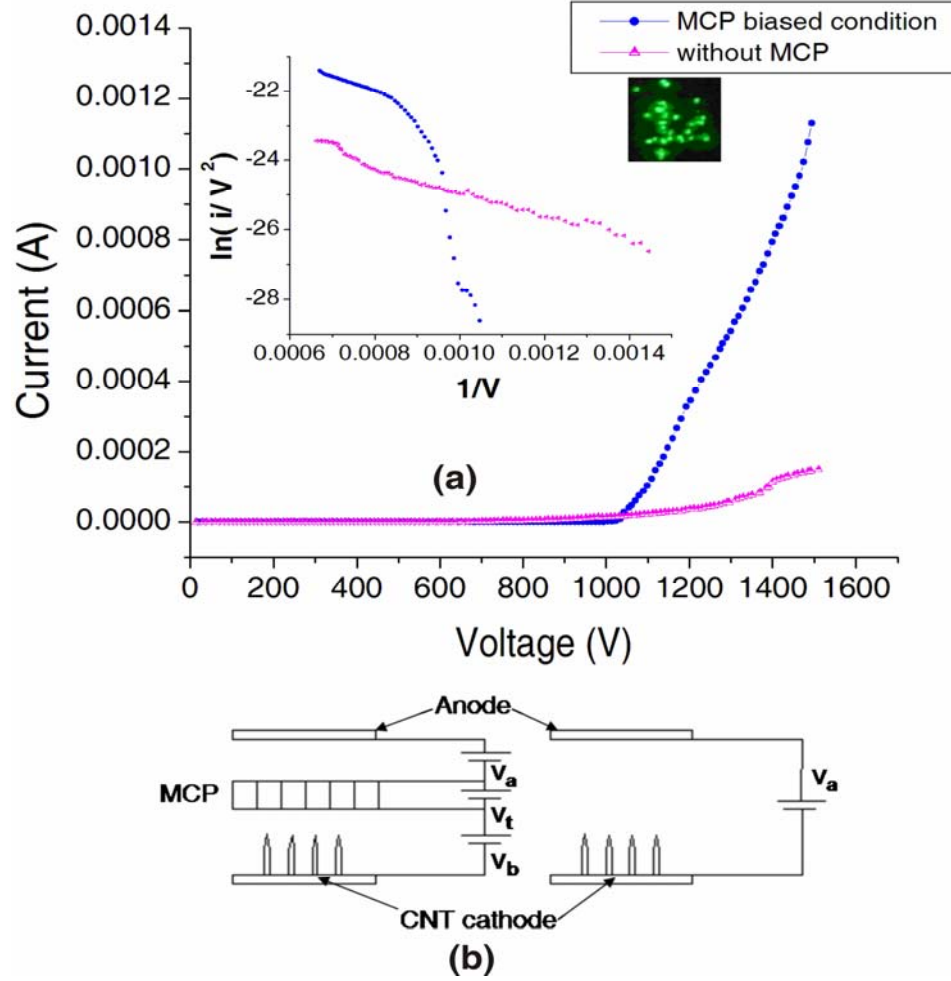 0.0014
0.0012
0.0010
0.0008
0.0006
0.0004
0.0002
0.0000
Current (A)
0 200 400 600 800 1000 1200 1400 1600
Voltage (V)
MCP biased condition
without MCP
-22
-24
-26
-28
ln( i/ V²)
0.0006 0.0008 0.0010 0.0012 0.0014
1/V
(a)
Anode
MCP
Va
Vt
Vb
Va
CNT cathode
(b)